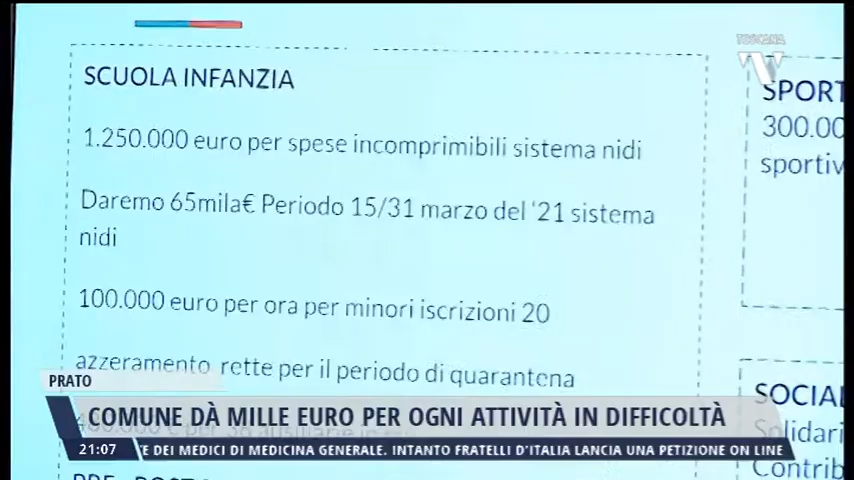 TOSCANA
TV
SCUOLA INFANZIA
1.250.000 euro per spese incomprimibili sistema nidi
Daremo 65mila€ Periodo 15/31 marzo del '21 sistema
nidi
100.000 euro per ora per minori iscrizioni 20
azzeramento rette per il periodo di quarantena
SPORT
300.00
sportiv
SOCIAL
Solidari
Contrib
PRATO
COMUNE DÀ MILLE EURO PER OGNI ATTIVITÀ IN DIFFICOLTÀ
21:07
E DEI MEDICI DI MEDICINA GENERALE. INTANTO FRATELLI D'ITALIA LANCIA UNA PETIZIONE ON LINE